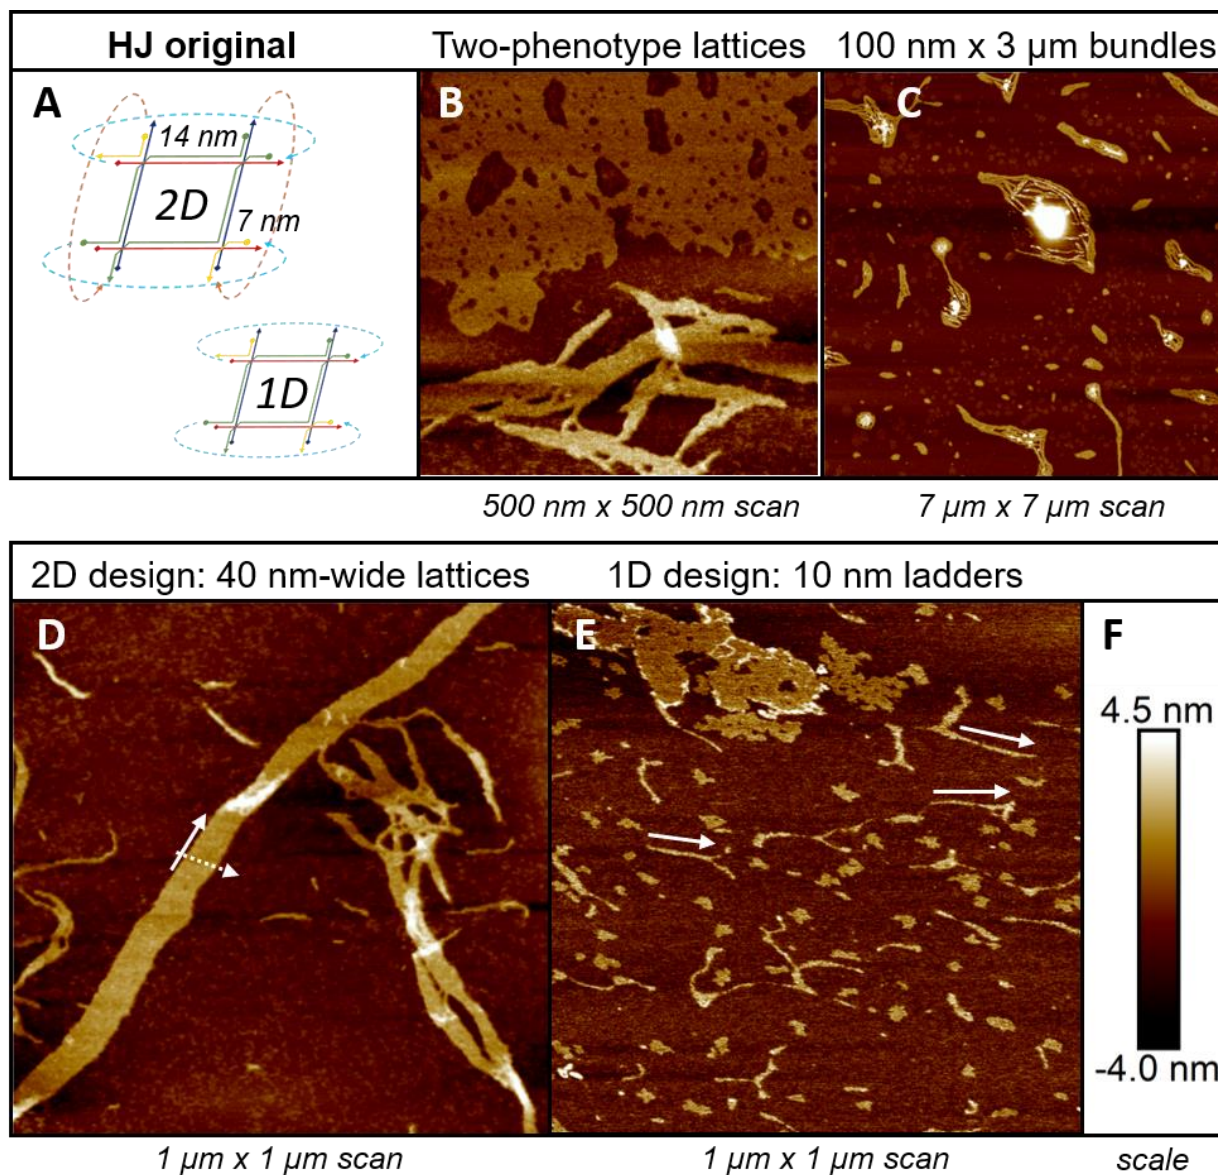 HJ original
Two-phenotype lattices
100 nm x 3 µm bundles
A
14 nm
2D
7 nm
1D
B
C
500 nm x 500 nm scan
7 µm x 7 µm scan
2D design: 40 nm-wide lattices
1D design: 10 nm ladders
D
E
F
4.5 nm
-4.0 nm
1 µm x 1 µm scan
1 µm x 1 µm scan
scale